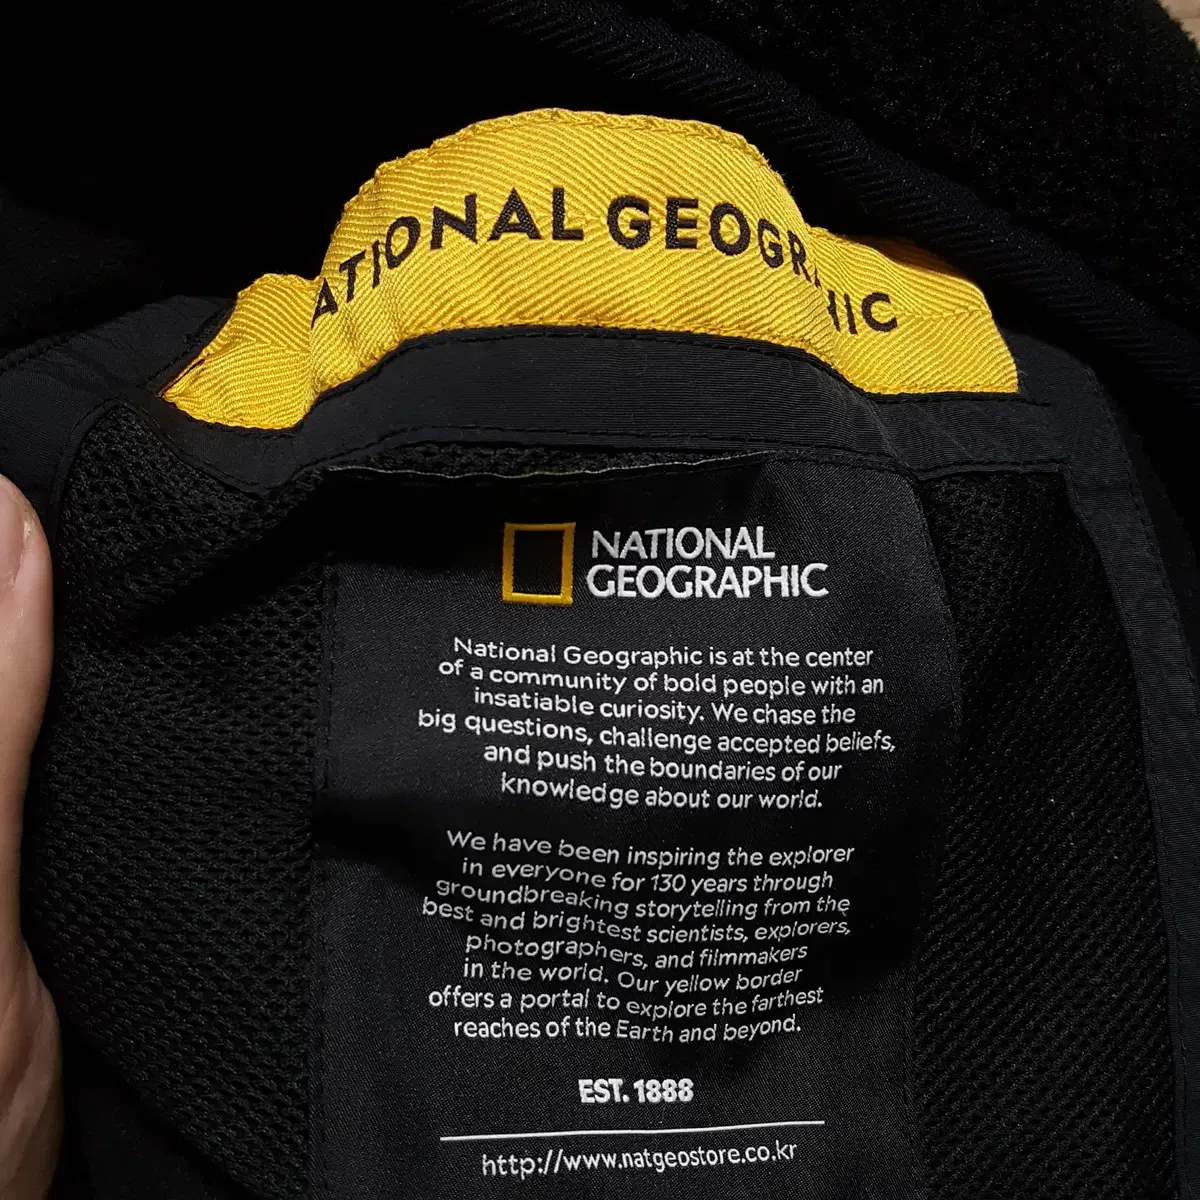 NATIONAL GEOGRAPHIC
NATIONAL
GEOGRAPHIC
National Geographic is at the center
of a community of bold people with an
insatiable curiosity. We chase the
big questions, challenge accepted beliefs,
and push the boundaries of our
knowledge about our world.
We have been inspiring the explorer
in everyone for 130 years through
groundbreaking storytelling from the
best and brightest scientists, explorers,
photographers, and filmmakers
in the world. Our yellow border
offers a portal to explore the farthest
reaches of the Earth and beyond.
EST. 1888
http://www.natgeostore.co.kr